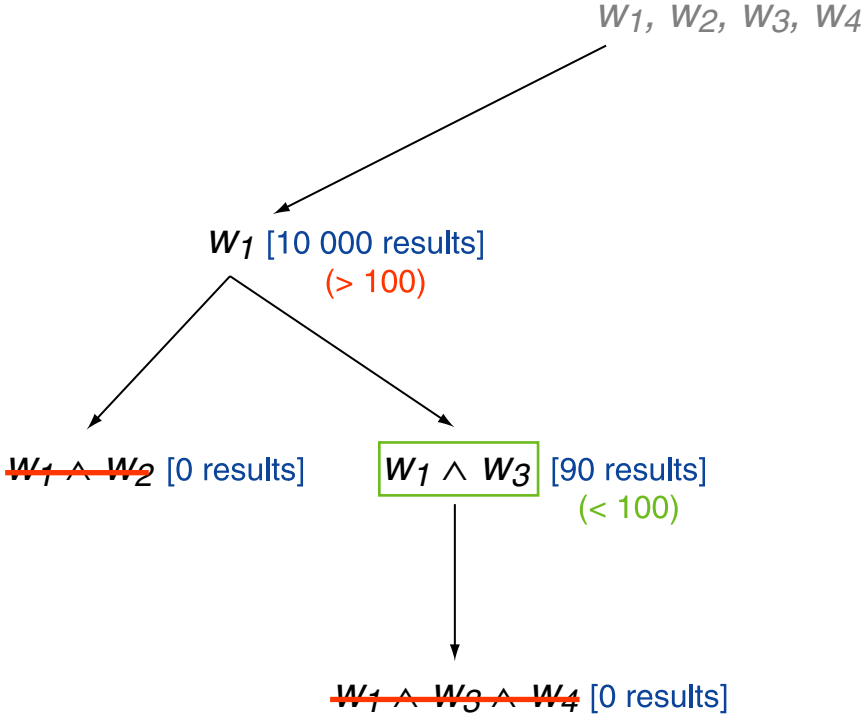 w1, w2, w3, w4
w1 [10 000 results]
(> 100)
w1 ∧ w2 [0 results]
w1 ∧ w3 [90 results]
(< 100)
w1 ∧ w3 ∧ w4 [0 results]